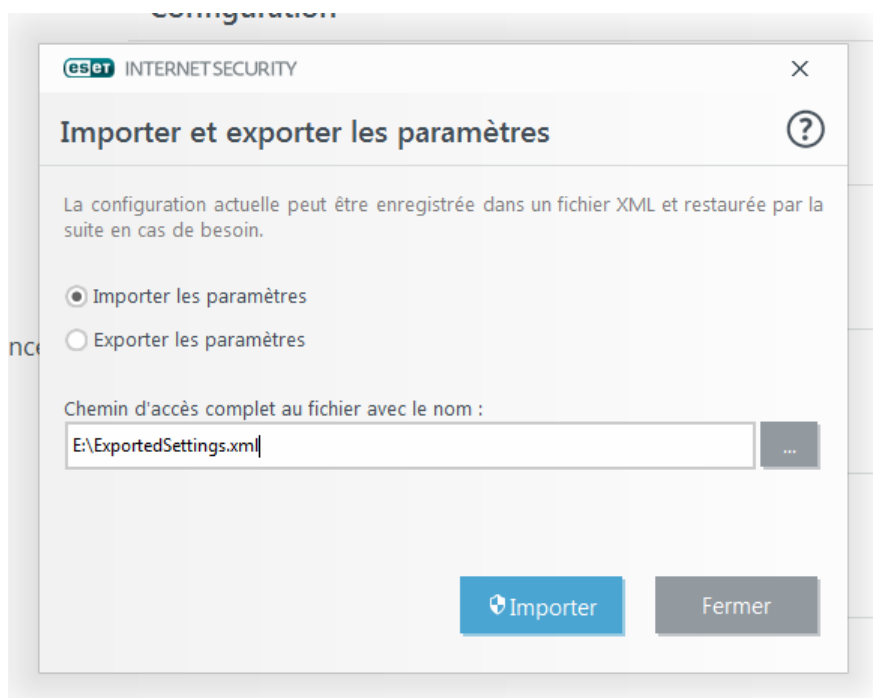 Configuration
eseT INTERNET SECURITY
Importer et exporter les paramètres
?
La configuration actuelle peut être enregistrée dans un fichier XML et restaurée par la
suite en cas de besoin.
Importer les paramètres
Exporter les paramètres
nce
Chemin d'accès complet au fichier avec le nom :
E:\ExportedSettings.xml
...
Importer
Fermer